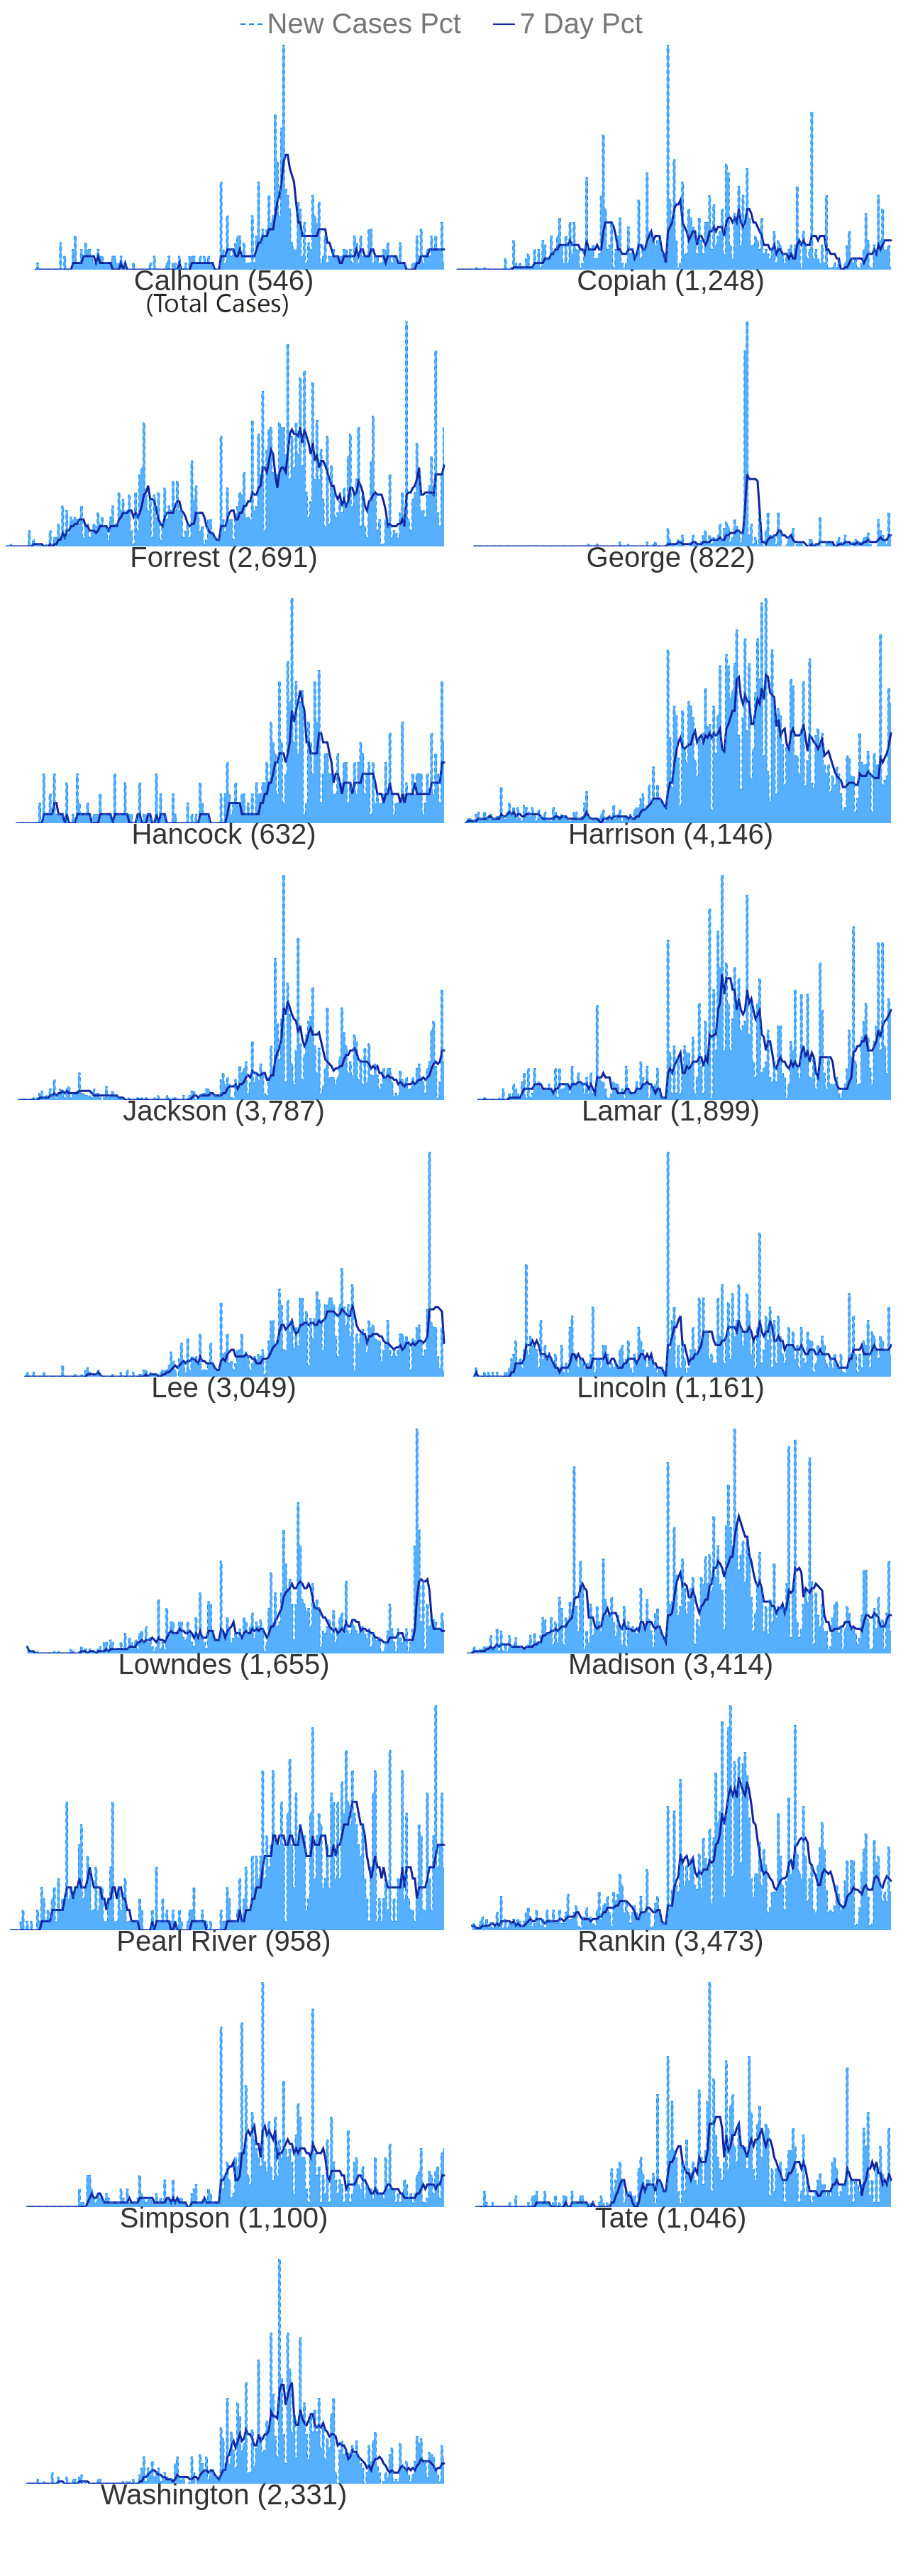 New Cases Pct 7 Day Pct
Calhoun (546) Copiah (1,248)
(Total Cases)
Forrest (2,691) George (822)
Hancock (632) Harrison (4,146)
Jackson (3,787) Lamar (1,899)
Lee (3,049) Lincoln (1,161)
Lowndes (1,655) Madison (3,414)
Pearl River (958) Rankin (3,473)
Simpson (1,100) Tate (1,046)
Washington (2,331)